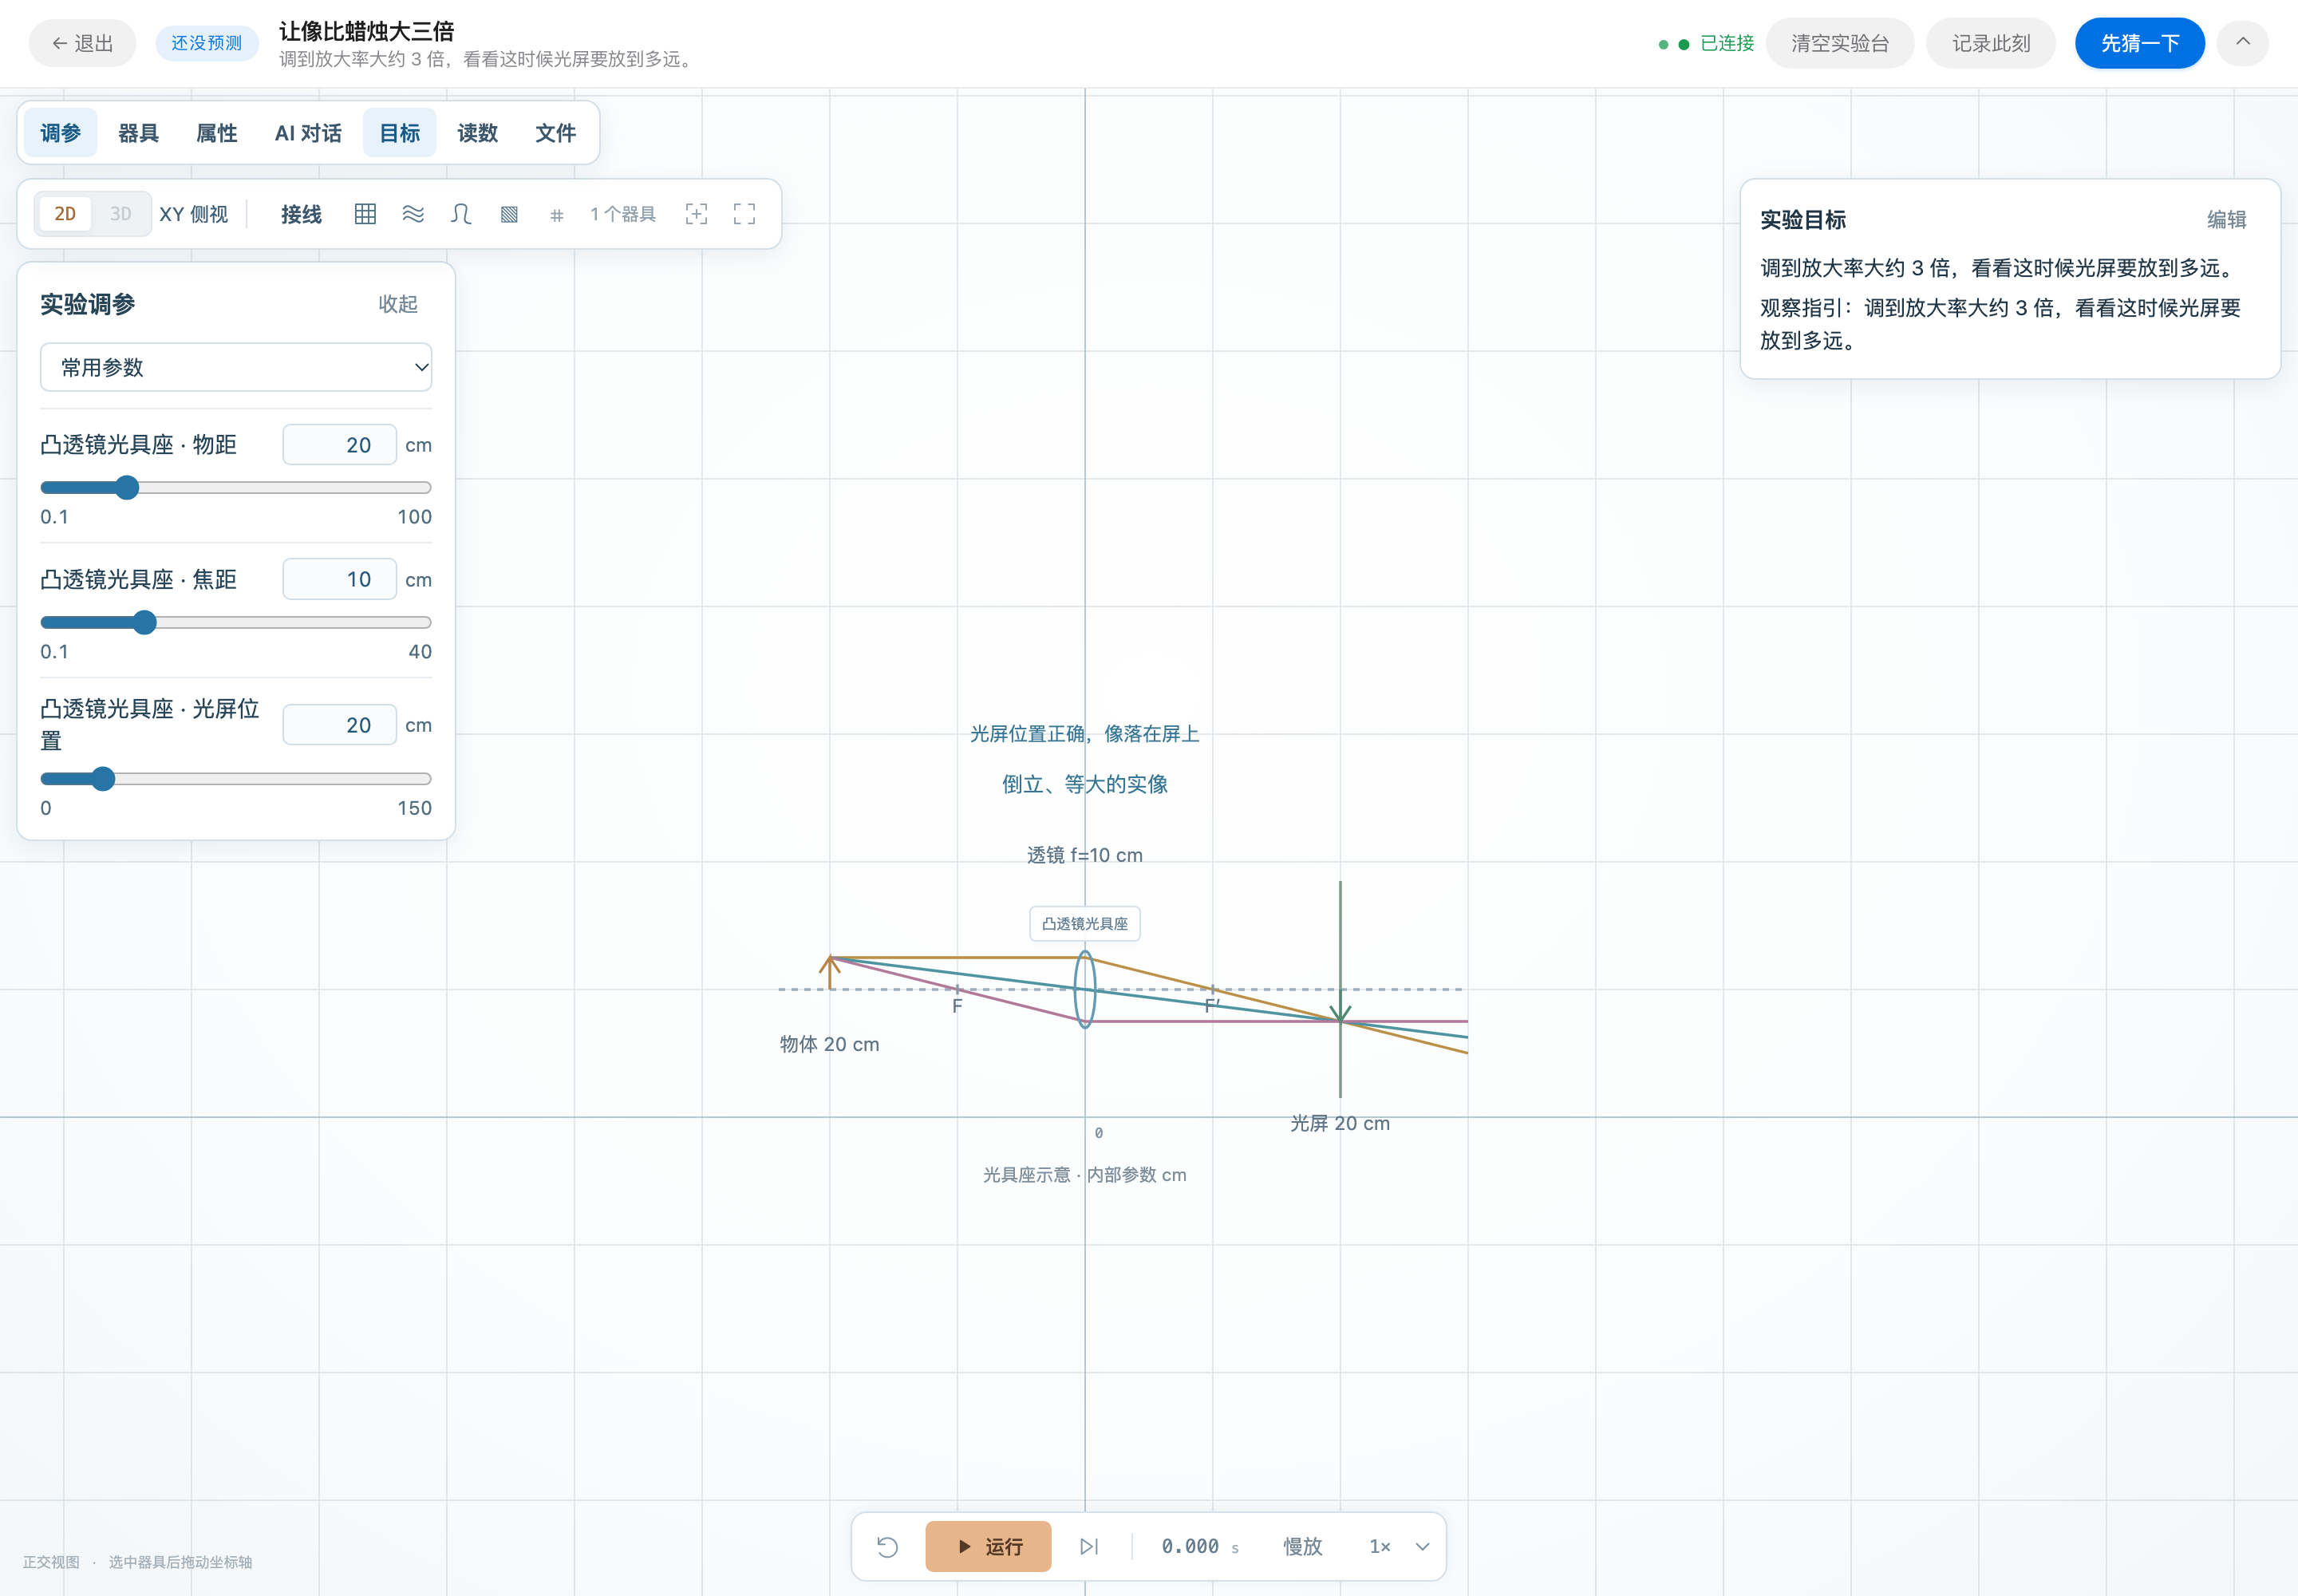 ← 退出
还没预测
让像比蜡烛大三倍
调到放大率大约 3 倍，看看这时候光屏要放到多远。
已连接
清空实验台
记录此刻
先猜一下
调参 器具 属性 AI 对话 目标 读数 文件
2D 3D XY 侧视 接线 1 个器具
实验调参 收起
常用参数
凸透镜光具座 · 物距 20 cm
0.1 100
凸透镜光具座 · 焦距 10 cm
0.1 40
凸透镜光具座 · 光屏位
置 20 cm
0 150
实验目标 编辑
调到放大率大约 3 倍，看看这时候光屏要放到多远。
观察指引：调到放大率大约 3 倍，看看这时候光屏要
放到多远。
光屏位置正确，像落在屏上
倒立、等大的实像
透镜 f=10 cm
凸透镜光具座
F F′
物体 20 cm
光屏 20 cm
0
光具座示意 · 内部参数 cm
正交视图 · 选中器具后拖动坐标轴
运行 0.000 s 慢放 1×